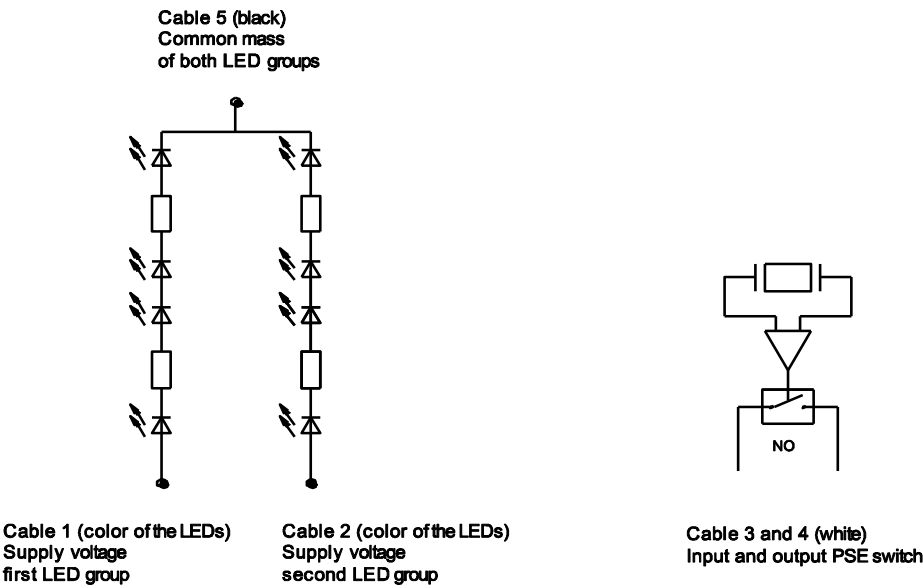 Cable 5 (black)
Common mass
of both LED groups
NO
Cable 1 (color of the LEDs)
Supply voltage
first LED group
Cable 2 (color of the LEDs)
Supply voltage
second LED group
Cable 3 and 4 (white)
Input and output PSE switch